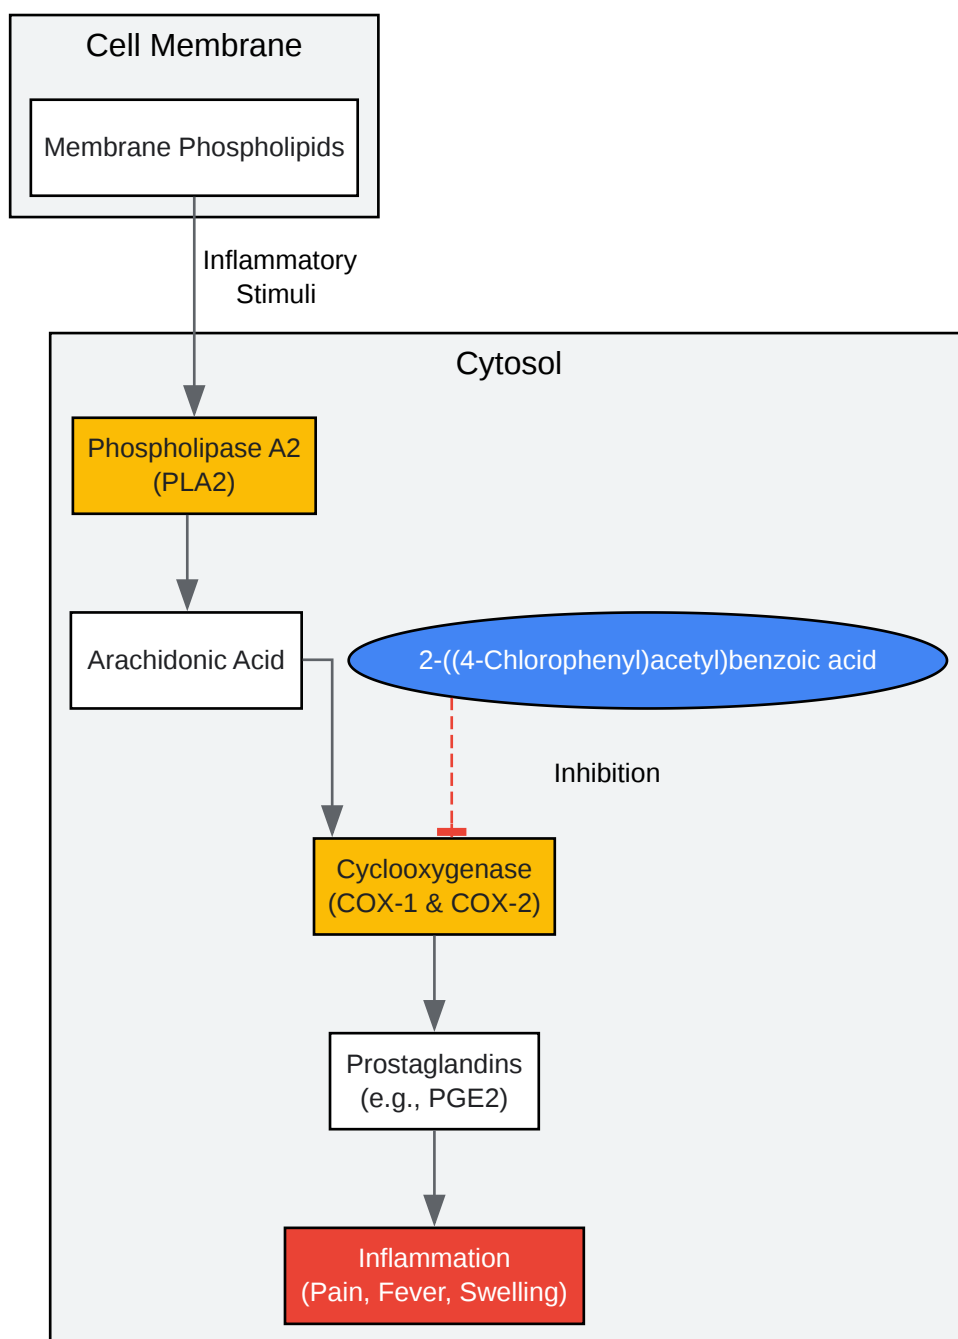 Cell Membrane
Membrane Phospholipids
Inflammatory
Stimuli
Cytosol
Phospholipase A2
(PLA2)
Arachidonic Acid
2-((4-Chlorophenyl)acetyl)benzoic acid
Inhibition
Cyclooxygenase
(COX-1 & COX-2)
Prostaglandins
(e.g., PGE2)
Inflammation
(Pain, Fever, Swelling)